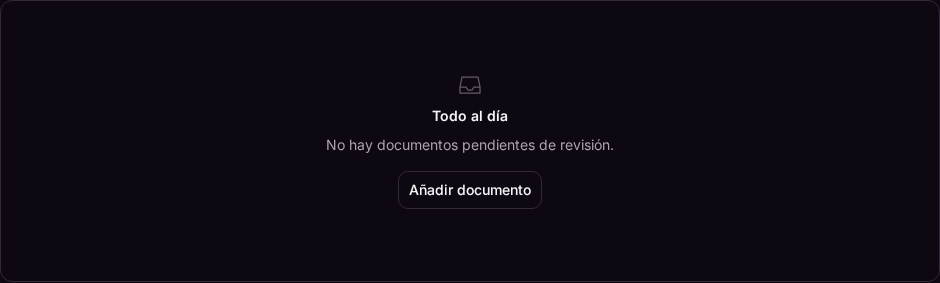 Todo al día
No hay documentos pendientes de revisión.
Añadir documento